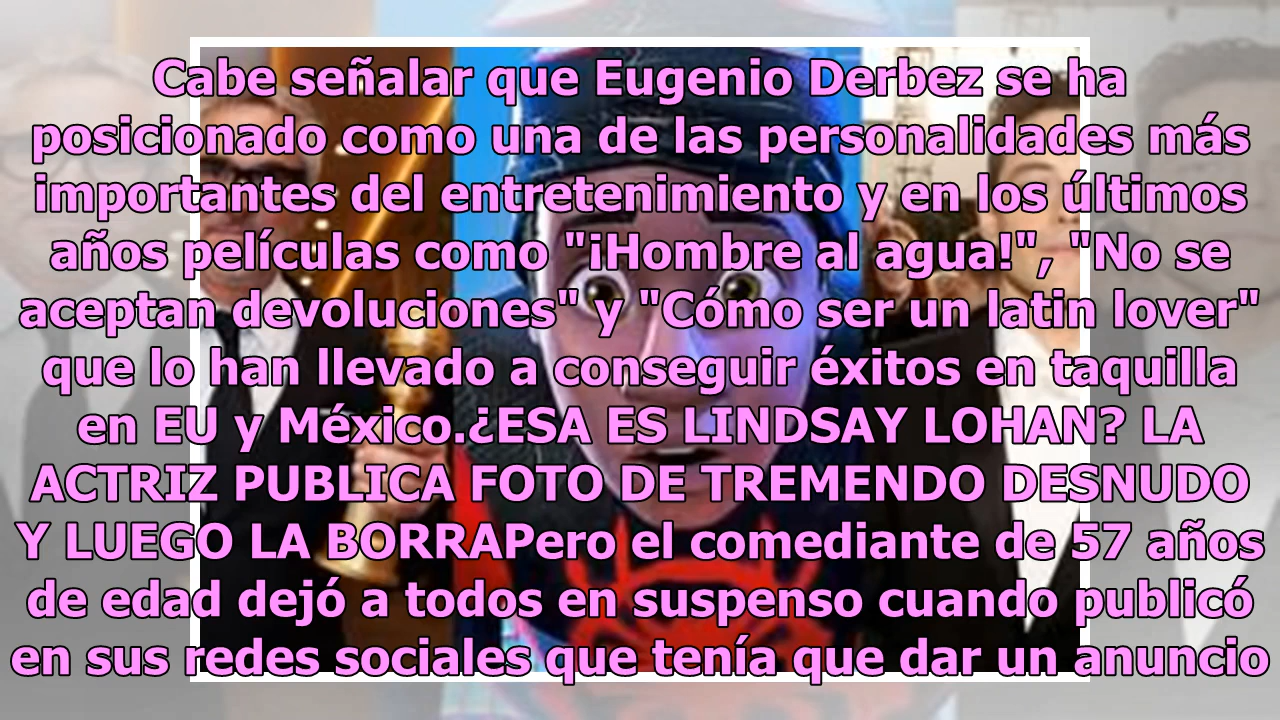 Cabe señalar que Eugenio Derbez se ha
posicionado como una de las personalidades más
importantes del entretenimiento y en los últimos
años películas como "¡Hombre al agua!", "No se
aceptan devoluciones" y "Cómo ser un latin lover"
que lo han llevado a conseguir éxitos en taquilla
en EU y México.¿ESA ES LINDSAY LOHAN? LA
ACTRIZ PUBLICA FOTO DE TREMENDO DESNUDO
Y LUEGO LA BORRAPero el comediante de 57 años
de edad dejó a todos en suspenso cuando publicó
en sus redes sociales que tenía que dar un anuncio